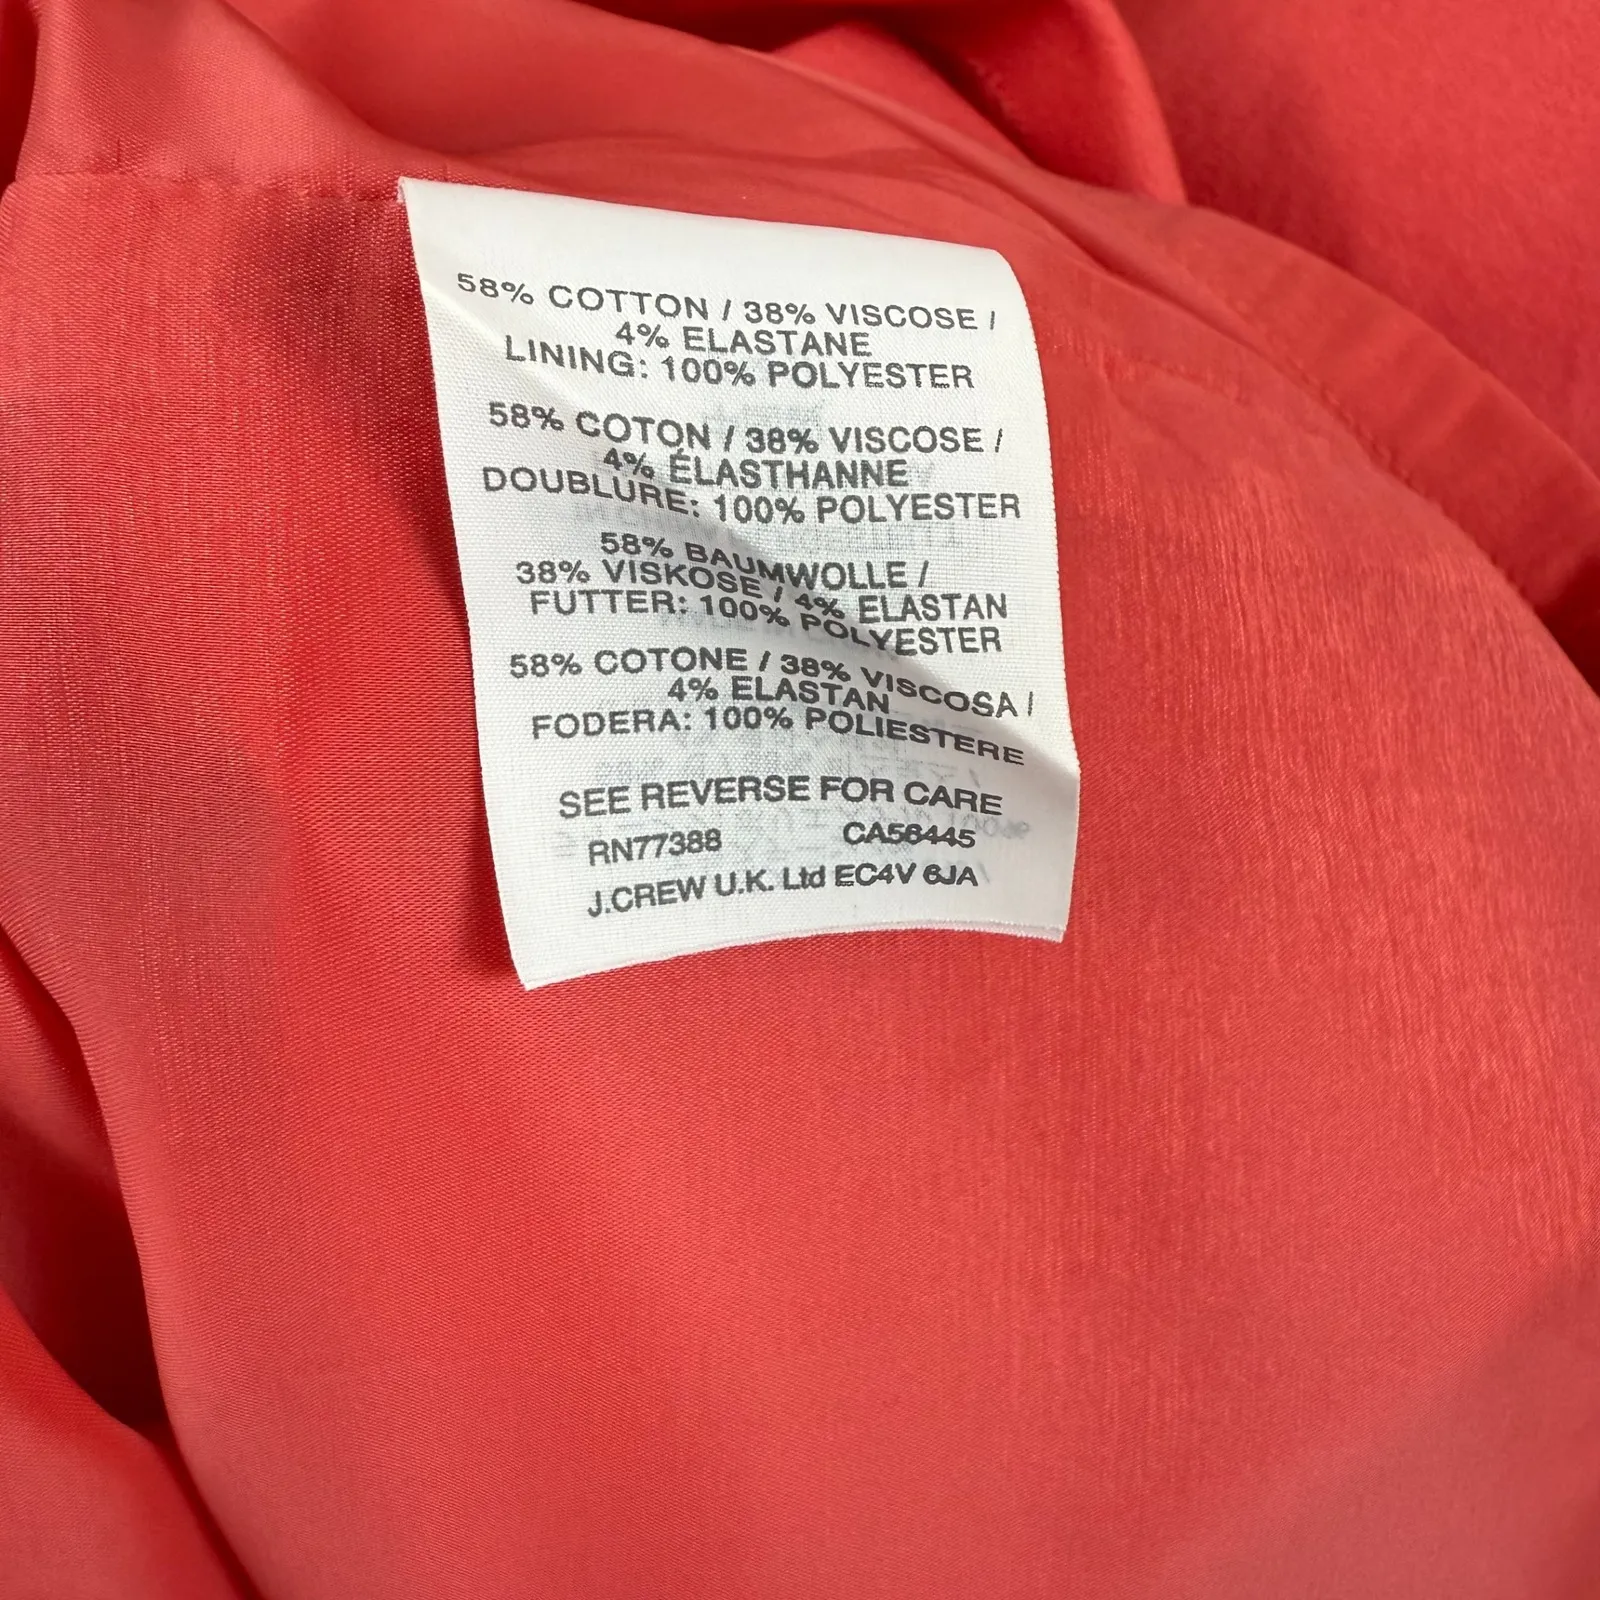 58% COTTON / 38% VISCOSE /
4% ELASTANE
LINING: 100% POLYESTER
58% COTON / 38% VISCOSE /
4% ÉLASTHANNE
DOUBLURE: 100% POLYESTER
58% BAUMWOLLE /
38% VISKOSE / 4% ELASTAN
FUTTER: 100% POLYESTER
58% COTONE / 38% VISCOSA /
4% ELASTAN
FODERA: 100% POLIESTERE
SEE REVERSE FOR CARE
RN77388 CA56445
J.CREW U.K. Ltd EC4V 6JA